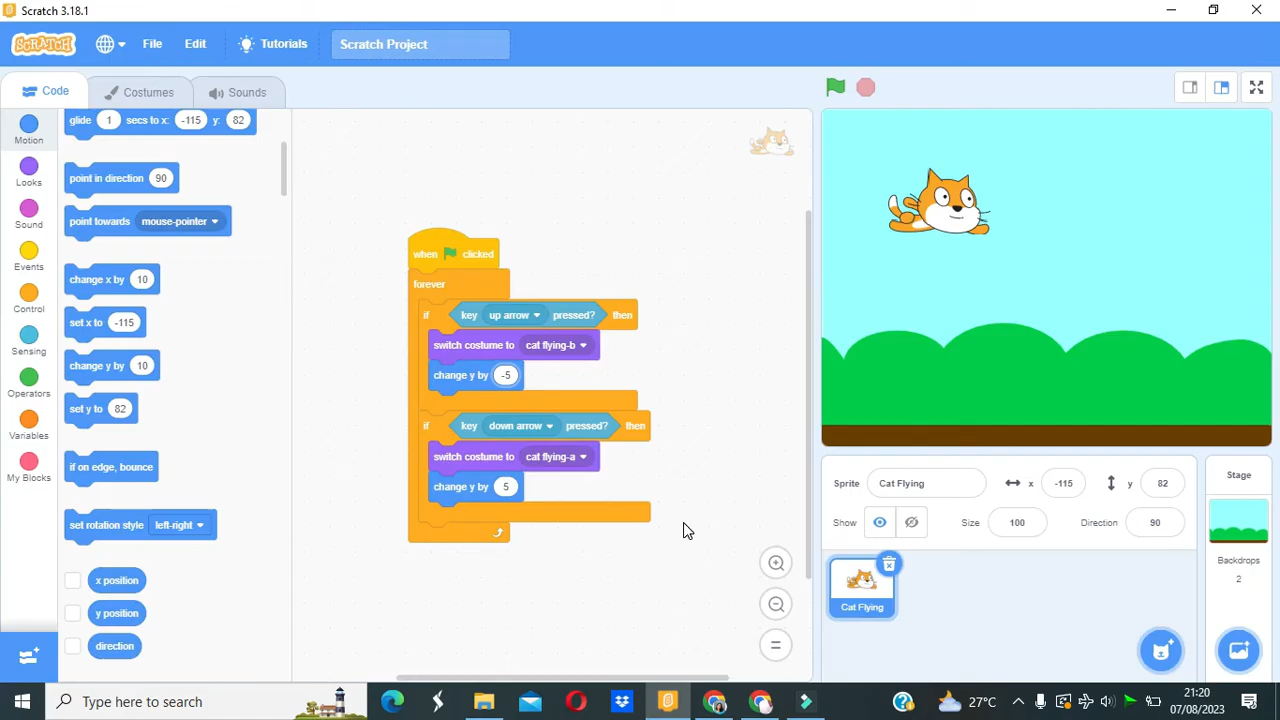 Scratch 3.18.1
SCRATCH File Edit Tutorials Scratch Project
Code Costumes Sounds
Motion
Looks
Sound
Events
Control
Sensing
Operators
Variables
My Blocks
glide 1 secs to x: -115 y: 82
point in direction 90
point towards mouse-pointer
change x by 10
set x to -115
change y by 10
set y to 82
if on edge, bounce
set rotation style left-right
x position
y position
direction
when clicked
forever
if key up arrow pressed? then
switch costume to cat flying-b
change y by -5
if key down arrow pressed? then
switch costume to cat flying-a
change y by 5
Sprite Cat Flying x -115 y 82
Show Size 100 Direction 90
Cat Flying
Stage
Backdrops
2
Type here to search
27°C
21:20
07/08/2023